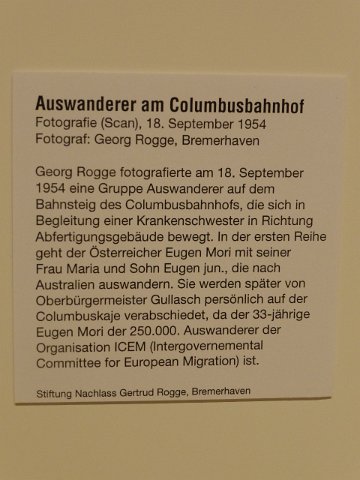 Auswanderer am Columbusbahnhof
Fotografie (Scan), 18. September 1954
Fotograf: Georg Rogge, Bremerhaven
Georg Rogge fotografierte am 18. September
1954 eine Gruppe Auswanderer auf dem
Bahnsteig des Columbusbahnhofs, die sich in
Begleitung einer Krankenschwester in Richtung
Abfertigungsgebäude bewegt. In der ersten Reihe
geht der Österreicher Eugen Mori mit seiner
Frau Maria und Sohn Eugen jun., die nach
Australien auswandern. Sie werden später von
Oberbürgermeister Gullasch persönlich auf der
Columbuskaje verabschiedet, da der 33-jährige
Eugen Mori der 250.000. Auswanderer der
Organisation ICEM (Intergovernemental
Committee for European Migration) ist.
Stiftung Nachlass Gertrud Rogge, Bremerhaven